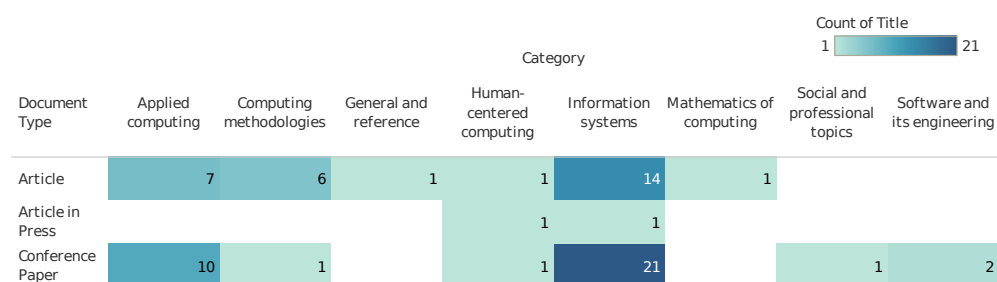 Count of Title
1 21
Category
Document Type Applied computing Computing methodologies General and reference Human-centered computing Information systems Mathematics of computing Social and professional topics Software and its engineering
Article 7 6 1 1 14 1
Article in Press 1 1
Conference Paper 10 1 1 21 1 2